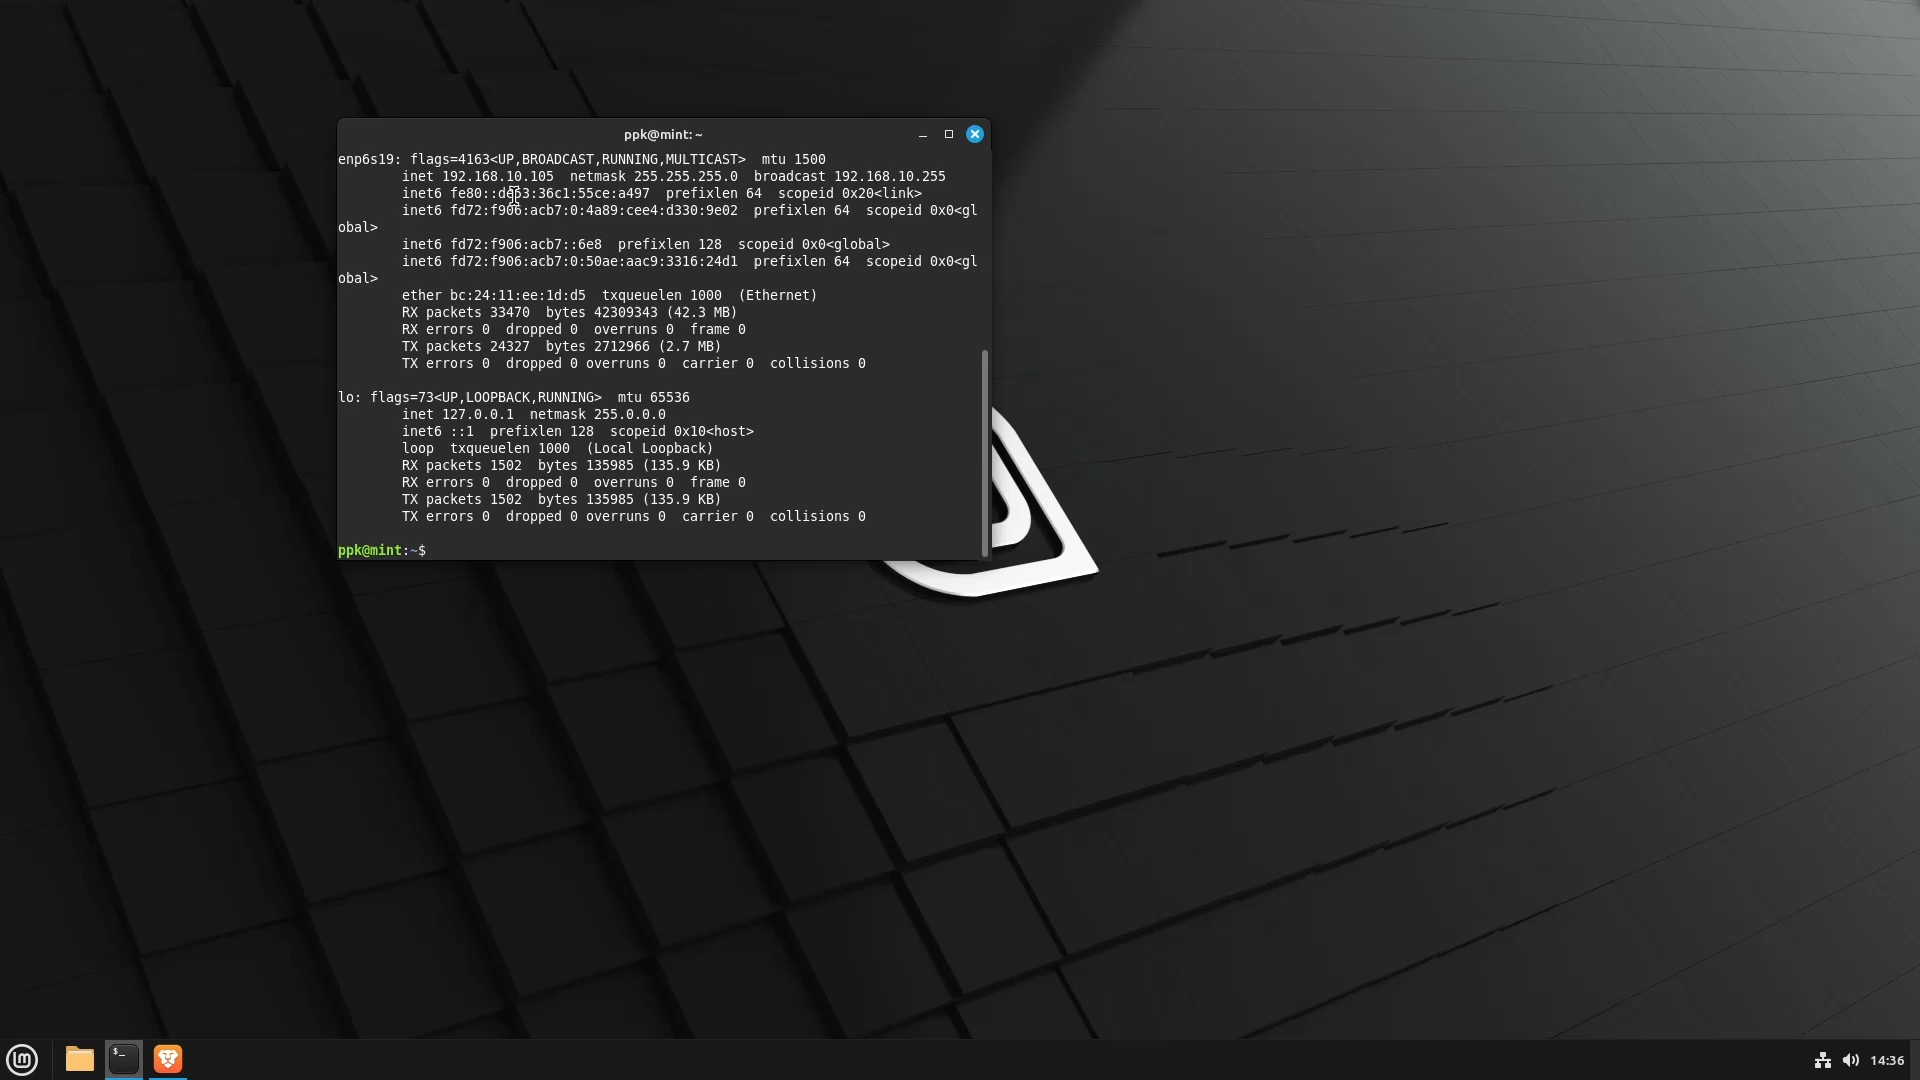 ppk@mint: ~
enp6s19: flags=4163<UP,BROADCAST,RUNNING,MULTICAST>  mtu 1500
        inet 192.168.10.105  netmask 255.255.255.0  broadcast 192.168.10.255
        inet6 prefixlen 64  scopeid 0x20<link>
        inet6 fd72:f906:acb7:0:4a89:cee4:d330:9e02  prefixlen 64  scopeid 0x0<gl
obal>
        inet6 fd72:f906:acb7::6e8  prefixlen 128  scopeid 0x0<global>
        inet6 fd72:f906:acb7:0:50ae:aac9:3316:24d1  prefixlen 64  scopeid 0x0<gl
obal>
        ether bc:24:11:ee:1d:d5  txqueuelen 1000  (Ethernet)
        RX packets 33470  bytes 42309343 (42.3 MB)
        RX errors 0  dropped 0  overruns 0  frame 0
        TX packets 24327  bytes 2712966 (2.7 MB)
        TX errors 0  dropped 0 overruns 0  carrier 0  collisions 0
lo: flags=73<UP,LOOPBACK,RUNNING>  mtu 65536
        inet 127.0.0.1  netmask 255.0.0.0
        inet6 ::1  prefixlen 128  scopeid 0x10<host>
        loop  txqueuelen 1000  (Local Loopback)
        RX packets 1502  bytes 135985 (135.9 KB)
        RX errors 0  dropped 0  overruns 0  frame 0
        TX packets 1502  bytes 135985 (135.9 KB)
        TX errors 0  dropped 0 overruns 0  carrier 0  collisions 0
ppk@mint:~$
$_
14:36